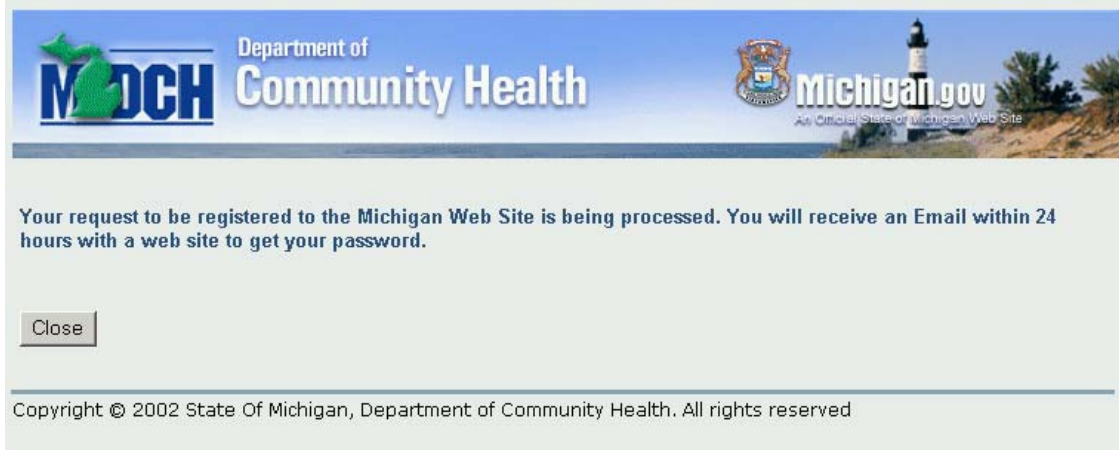 Department of
MDCH Community Health
Michigan.gov
An Official State of Michigan Web Site
Your request to be registered to the Michigan Web Site is being processed. You will receive an Email within 24
hours with a web site to get your password.
Close
Copyright © 2002 State Of Michigan, Department of Community Health. All rights reserved